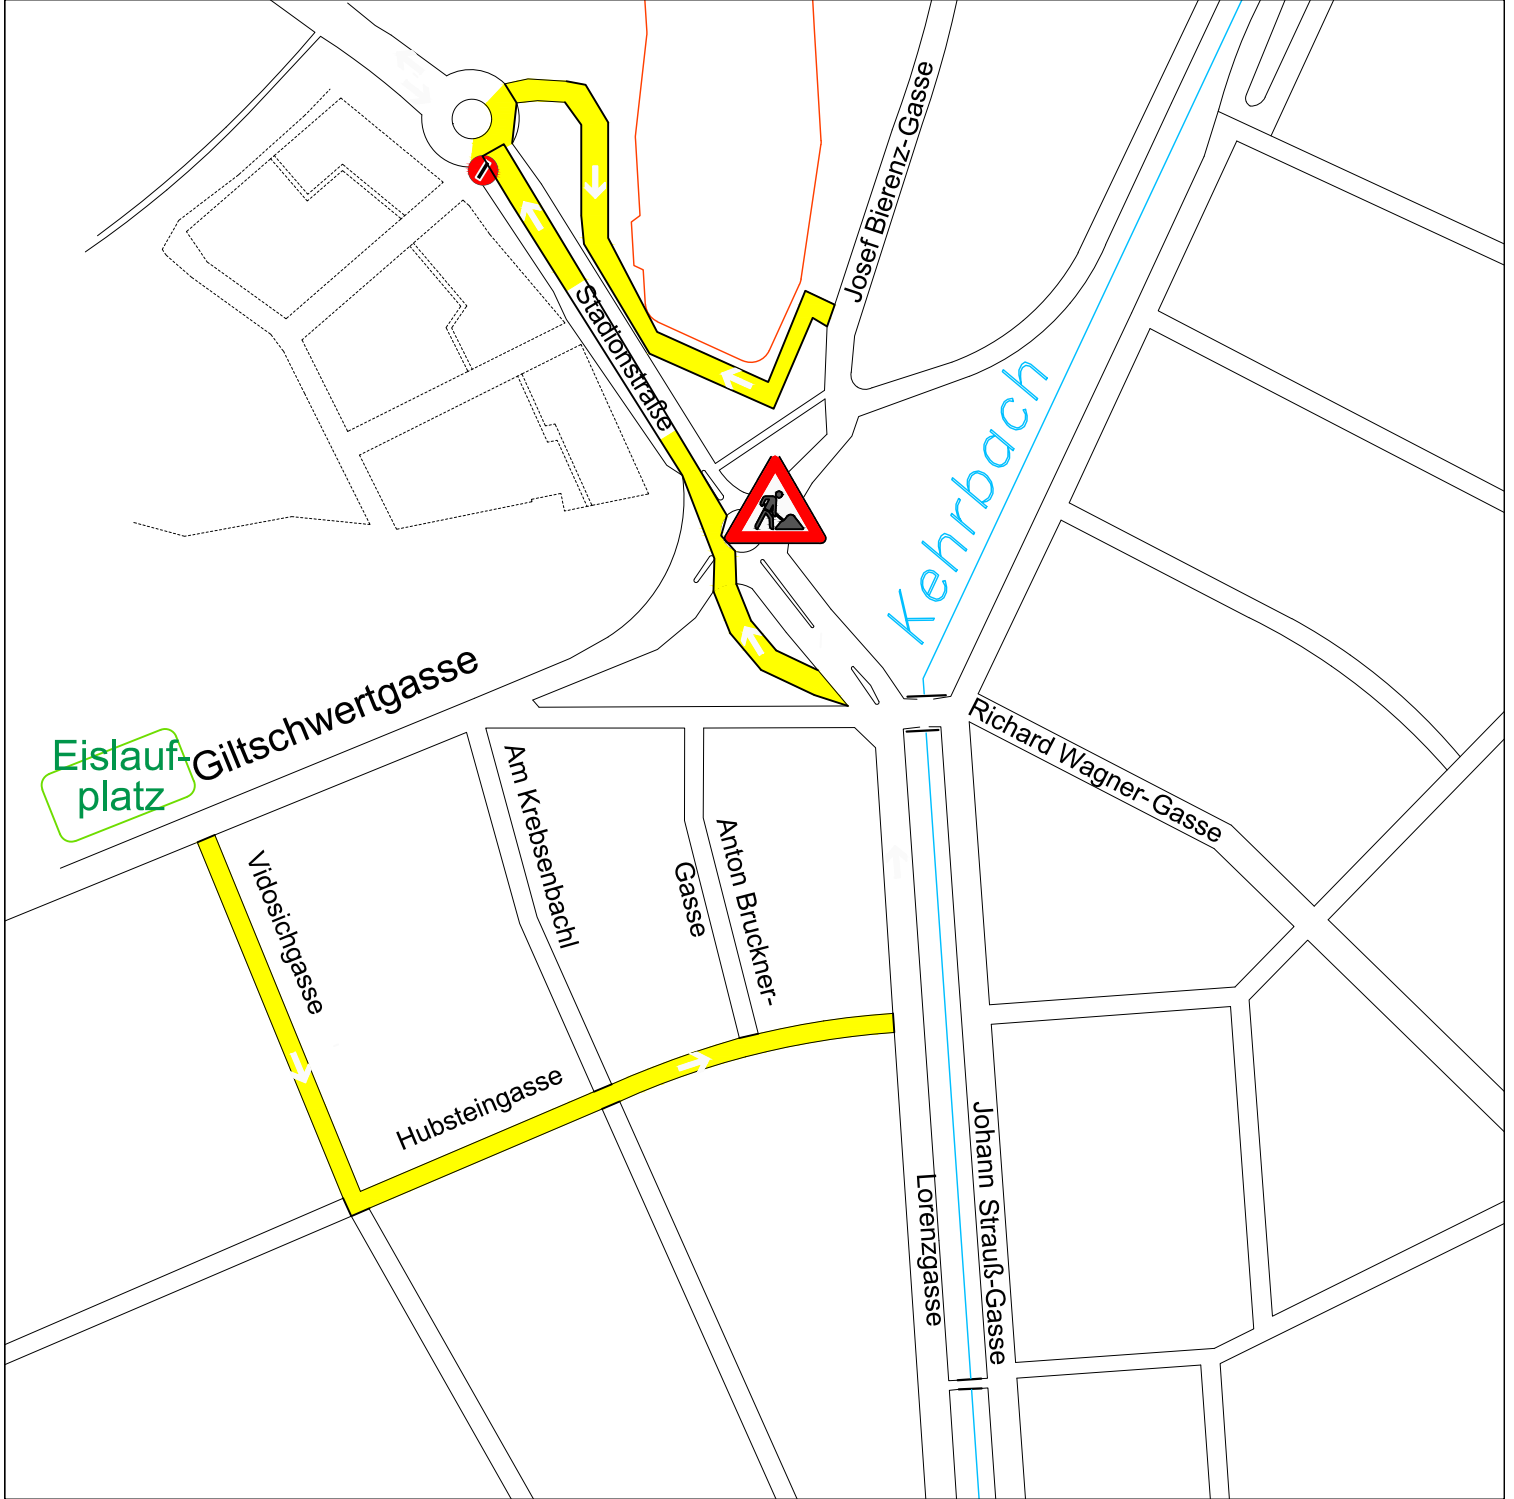 Josef Bierenz-Gasse
Stadionstraße
Kehrbach
Giltschwertgasse
Eislauf-
platz
Richard Wagner-Gasse
Am Krebsenbachl
Anton Bruckner-
Gasse
Vidosichgasse
Hubsteingasse
Lorenzgasse
Johann Strauß-Gasse